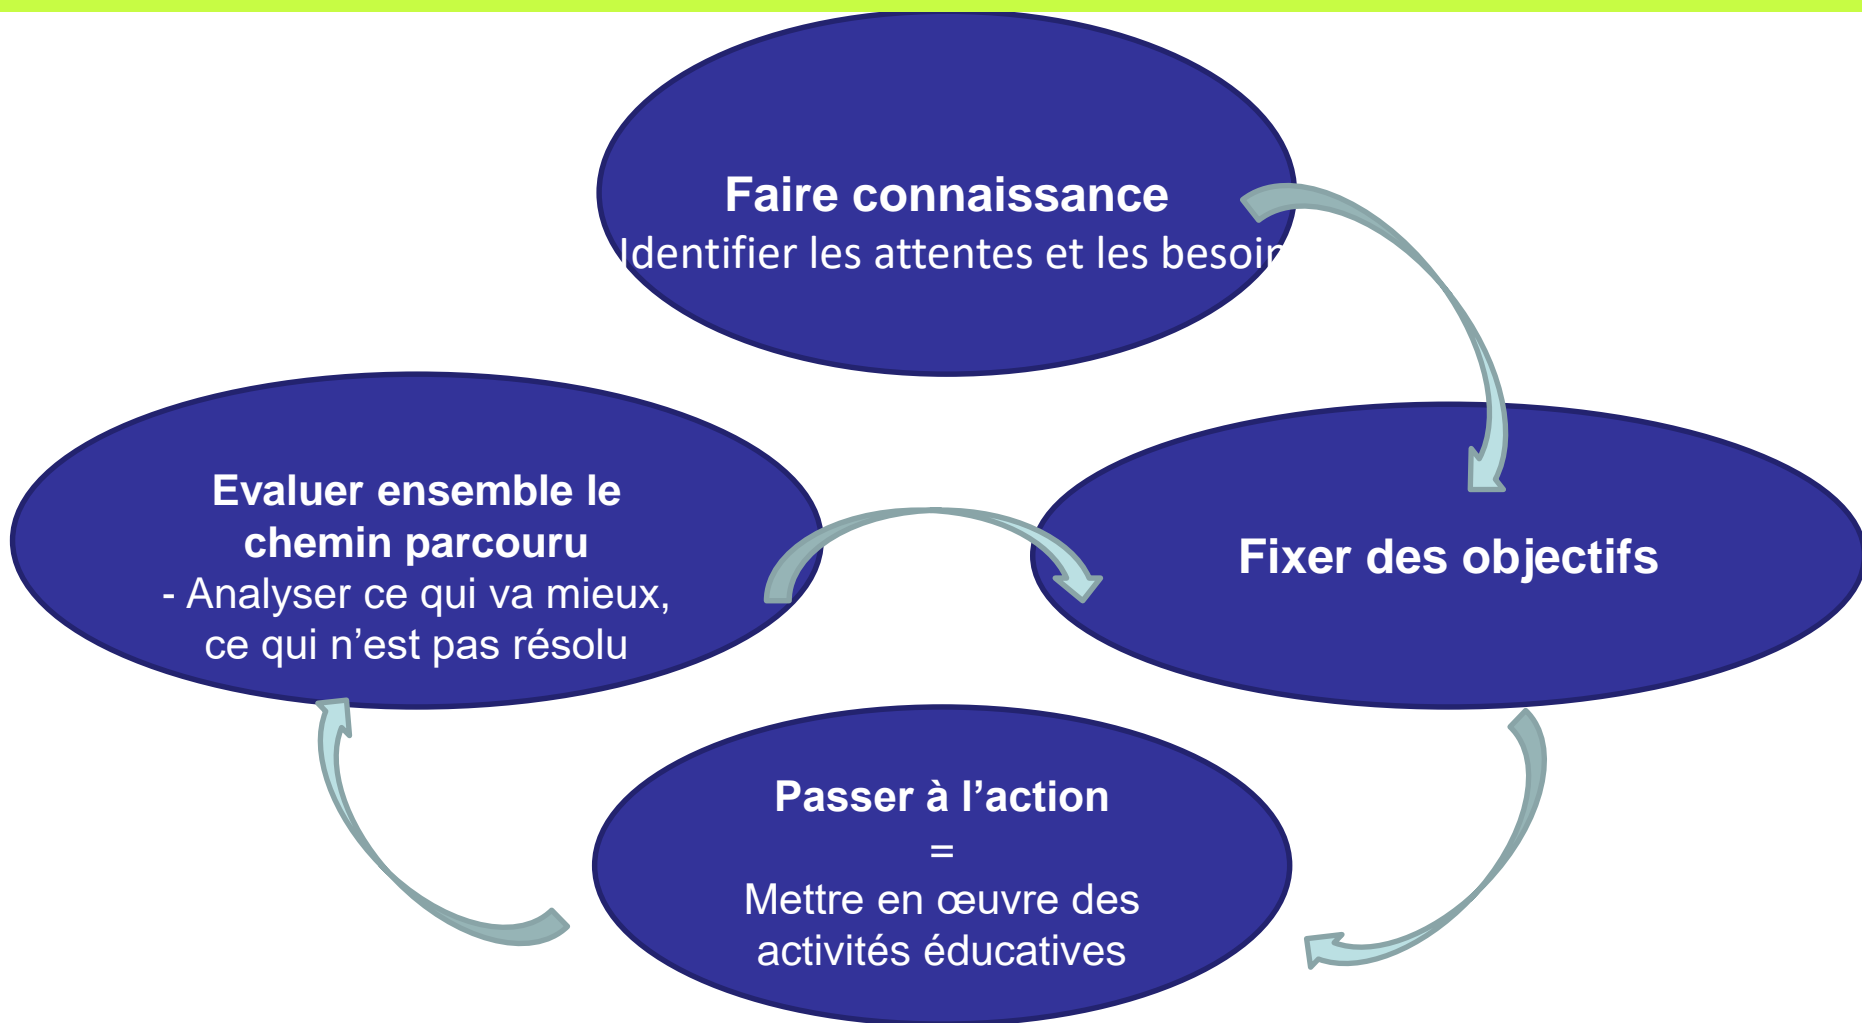 Faire connaissance
Identifier les attentes et les besoin
Evaluer ensemble le
chemin parcouru
- Analyser ce qui va mieux,
ce qui n’est pas résolu
Fixer des objectifs
Passer à l’action
=
Mettre en œuvre des
activités éducatives